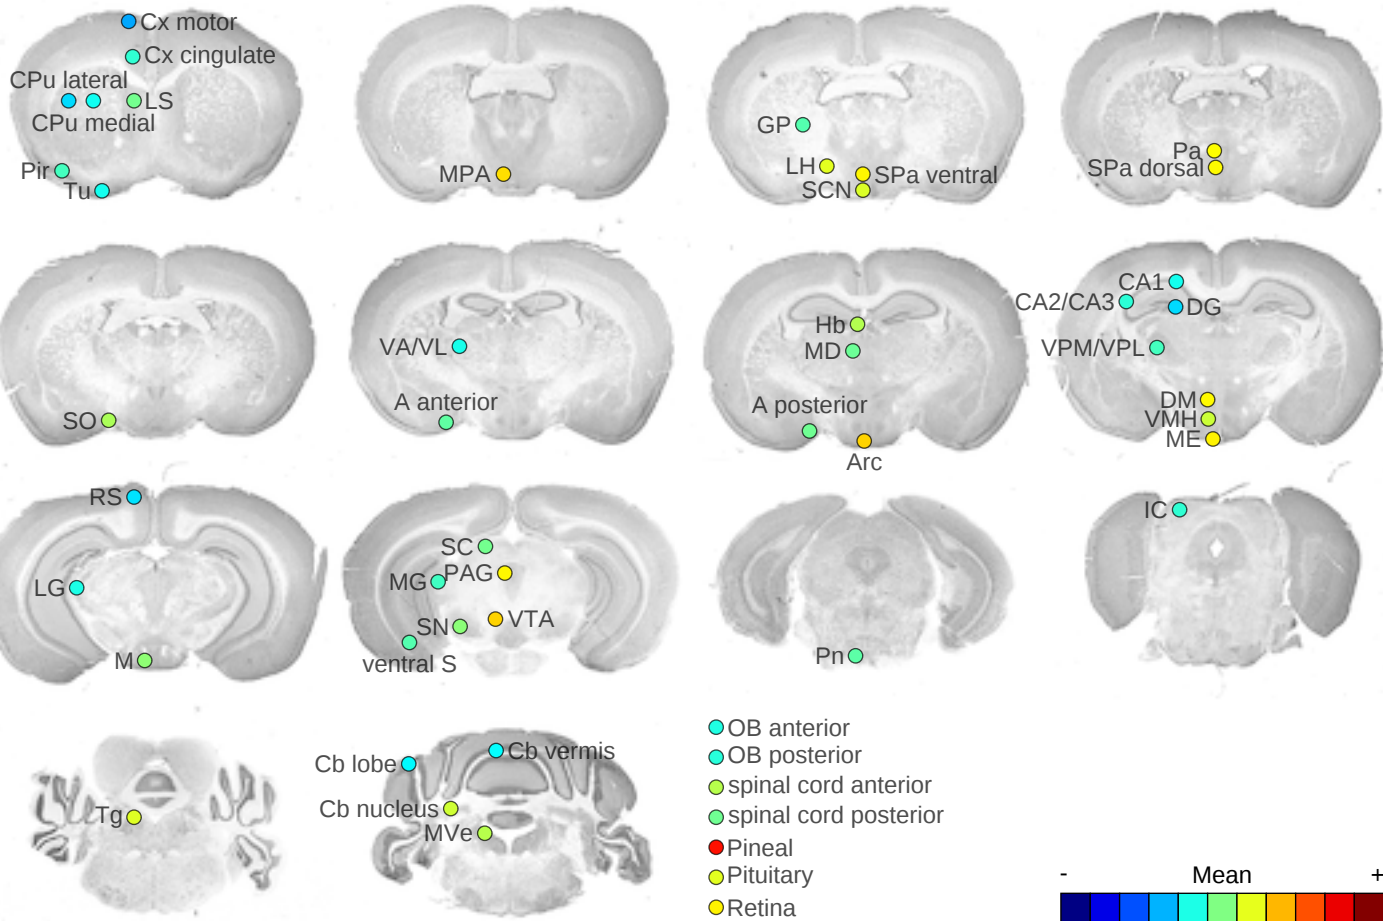 Cx motor
Cx cingulate
CPu lateral
LS
CPu medial
Pir
Tu
MPA
GP
LH
SPa ventral
SCN
Pa
SPa dorsal
SO
VA/VL
A anterior
Hb
MD
A posterior
Arc
CA1
CA2/CA3
DG
VPM/VPL
DM
VMH
ME
RS
LG
M
SC
MG
PAG
SN
VTA
ventral S
Pn
IC
Tg
Cb lobe
Cb vermis
Cb nucleus
MVe
OB anterior
OB posterior
spinal cord anterior
spinal cord posterior
Pineal
Pituitary
Retina
- Mean +